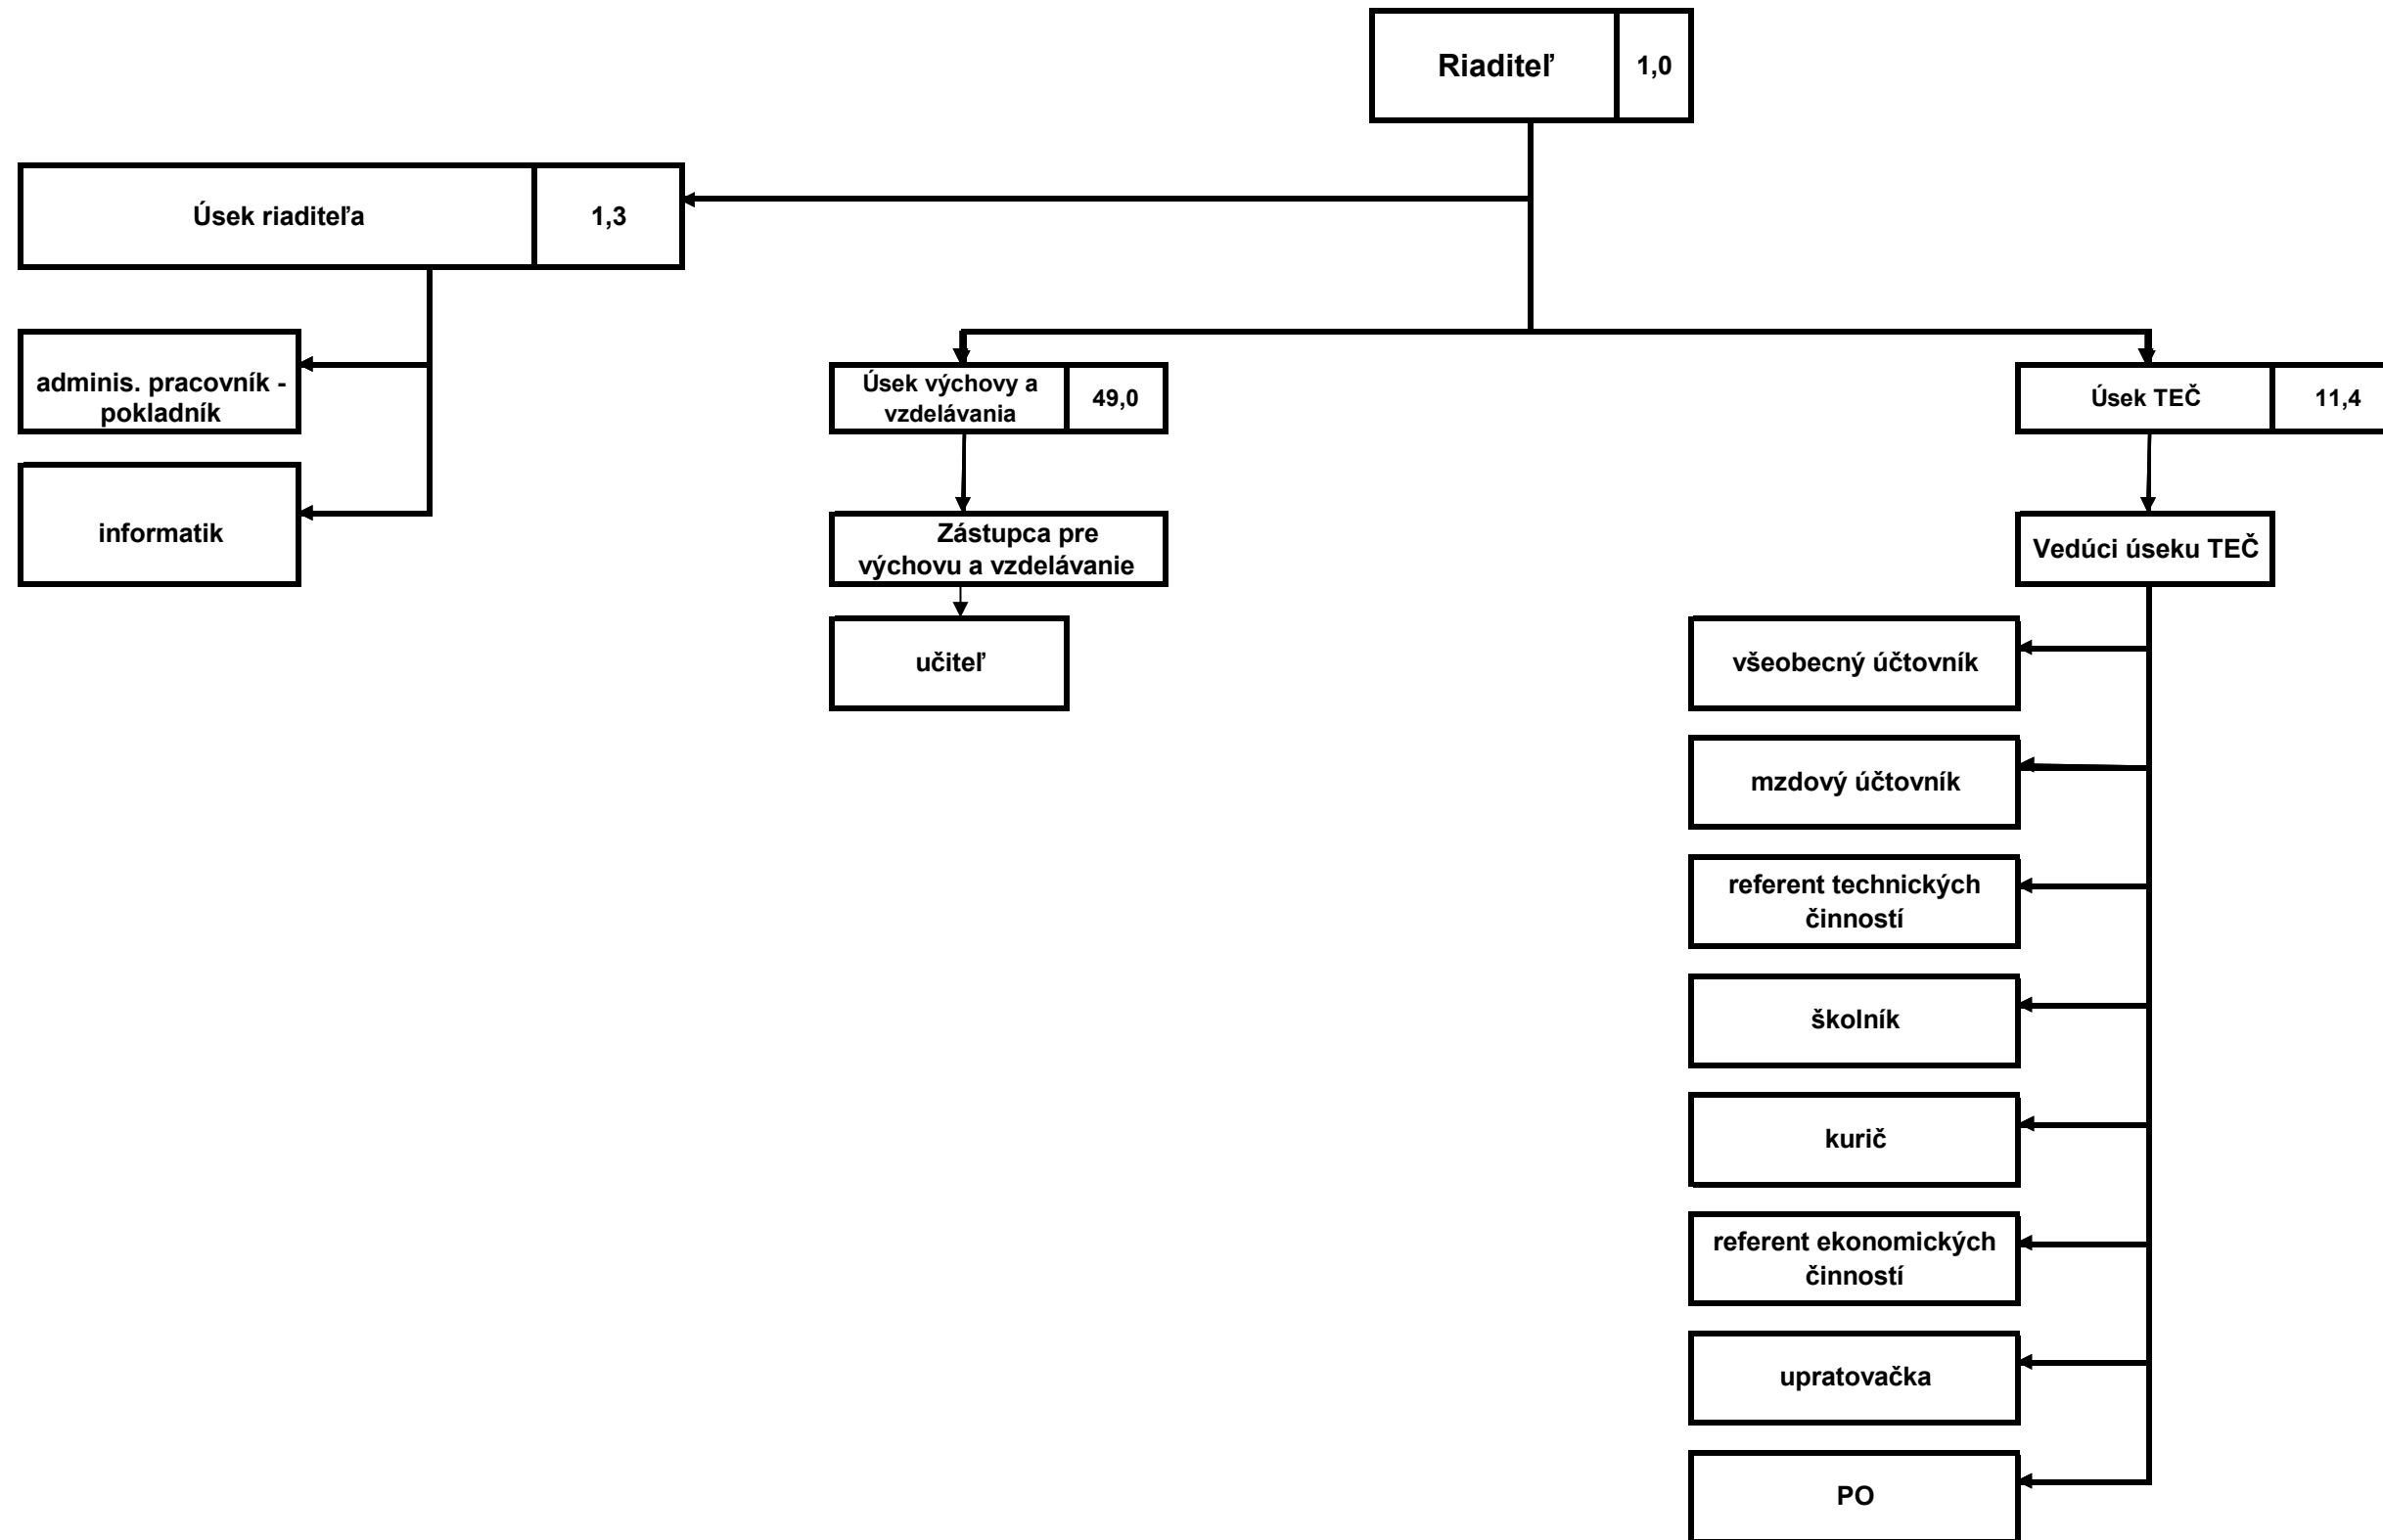 Riaditeľ 1,0
Úsek riaditeľa 1,3
adminis. pracovník -
pokladník
informatik
Úsek výchovy a
vzdelávania
49,0
Zástupca pre
výchovu a vzdelávanie
učiteľ
Úsek TEČ 11,4
Vedúci úseku TEČ
všeobecný účtovník
mzdový účtovník
referent technických
činností
školník
kurič
referent ekonomických
činností
upratovačka
PO